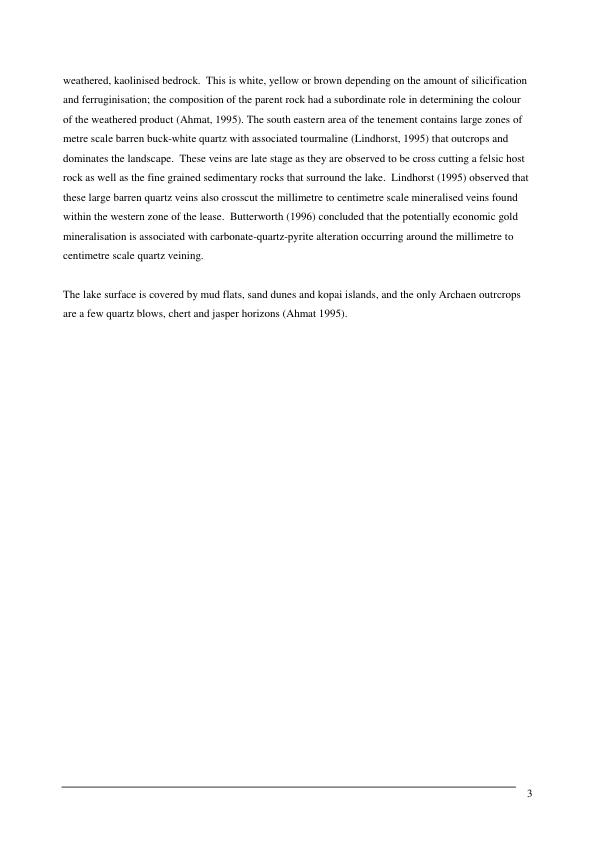 weathered, kaolinised bedrock.  This is white, yellow or brown depending on the amount of silicification
and ferruginisation; the composition of the parent rock had a subordinate role in determining the colour
of the weathered product (Ahmat, 1995). The south eastern area of the tenement contains large zones of
metre scale barren buck-white quartz with associated tourmaline (Lindhorst, 1995) that outcrops and
dominates the landscape.  These veins are late stage as they are observed to be cross cutting a felsic host
rock as well as the fine grained sedimentary rocks that surround the lake.  Lindhorst (1995) observed that
these large barren quartz veins also crosscut the millimetre to centimetre scale mineralised veins found
within the western zone of the lease.  Butterworth (1996) concluded that the potentially economic gold
mineralisation is associated with carbonate-quartz-pyrite alteration occurring around the millimetre to
centimetre scale quartz veining.
The lake surface is covered by mud flats, sand dunes and kopai islands, and the only Archaen outrcrops
are a few quartz blows, chert and jasper horizons (Ahmat 1995).
3